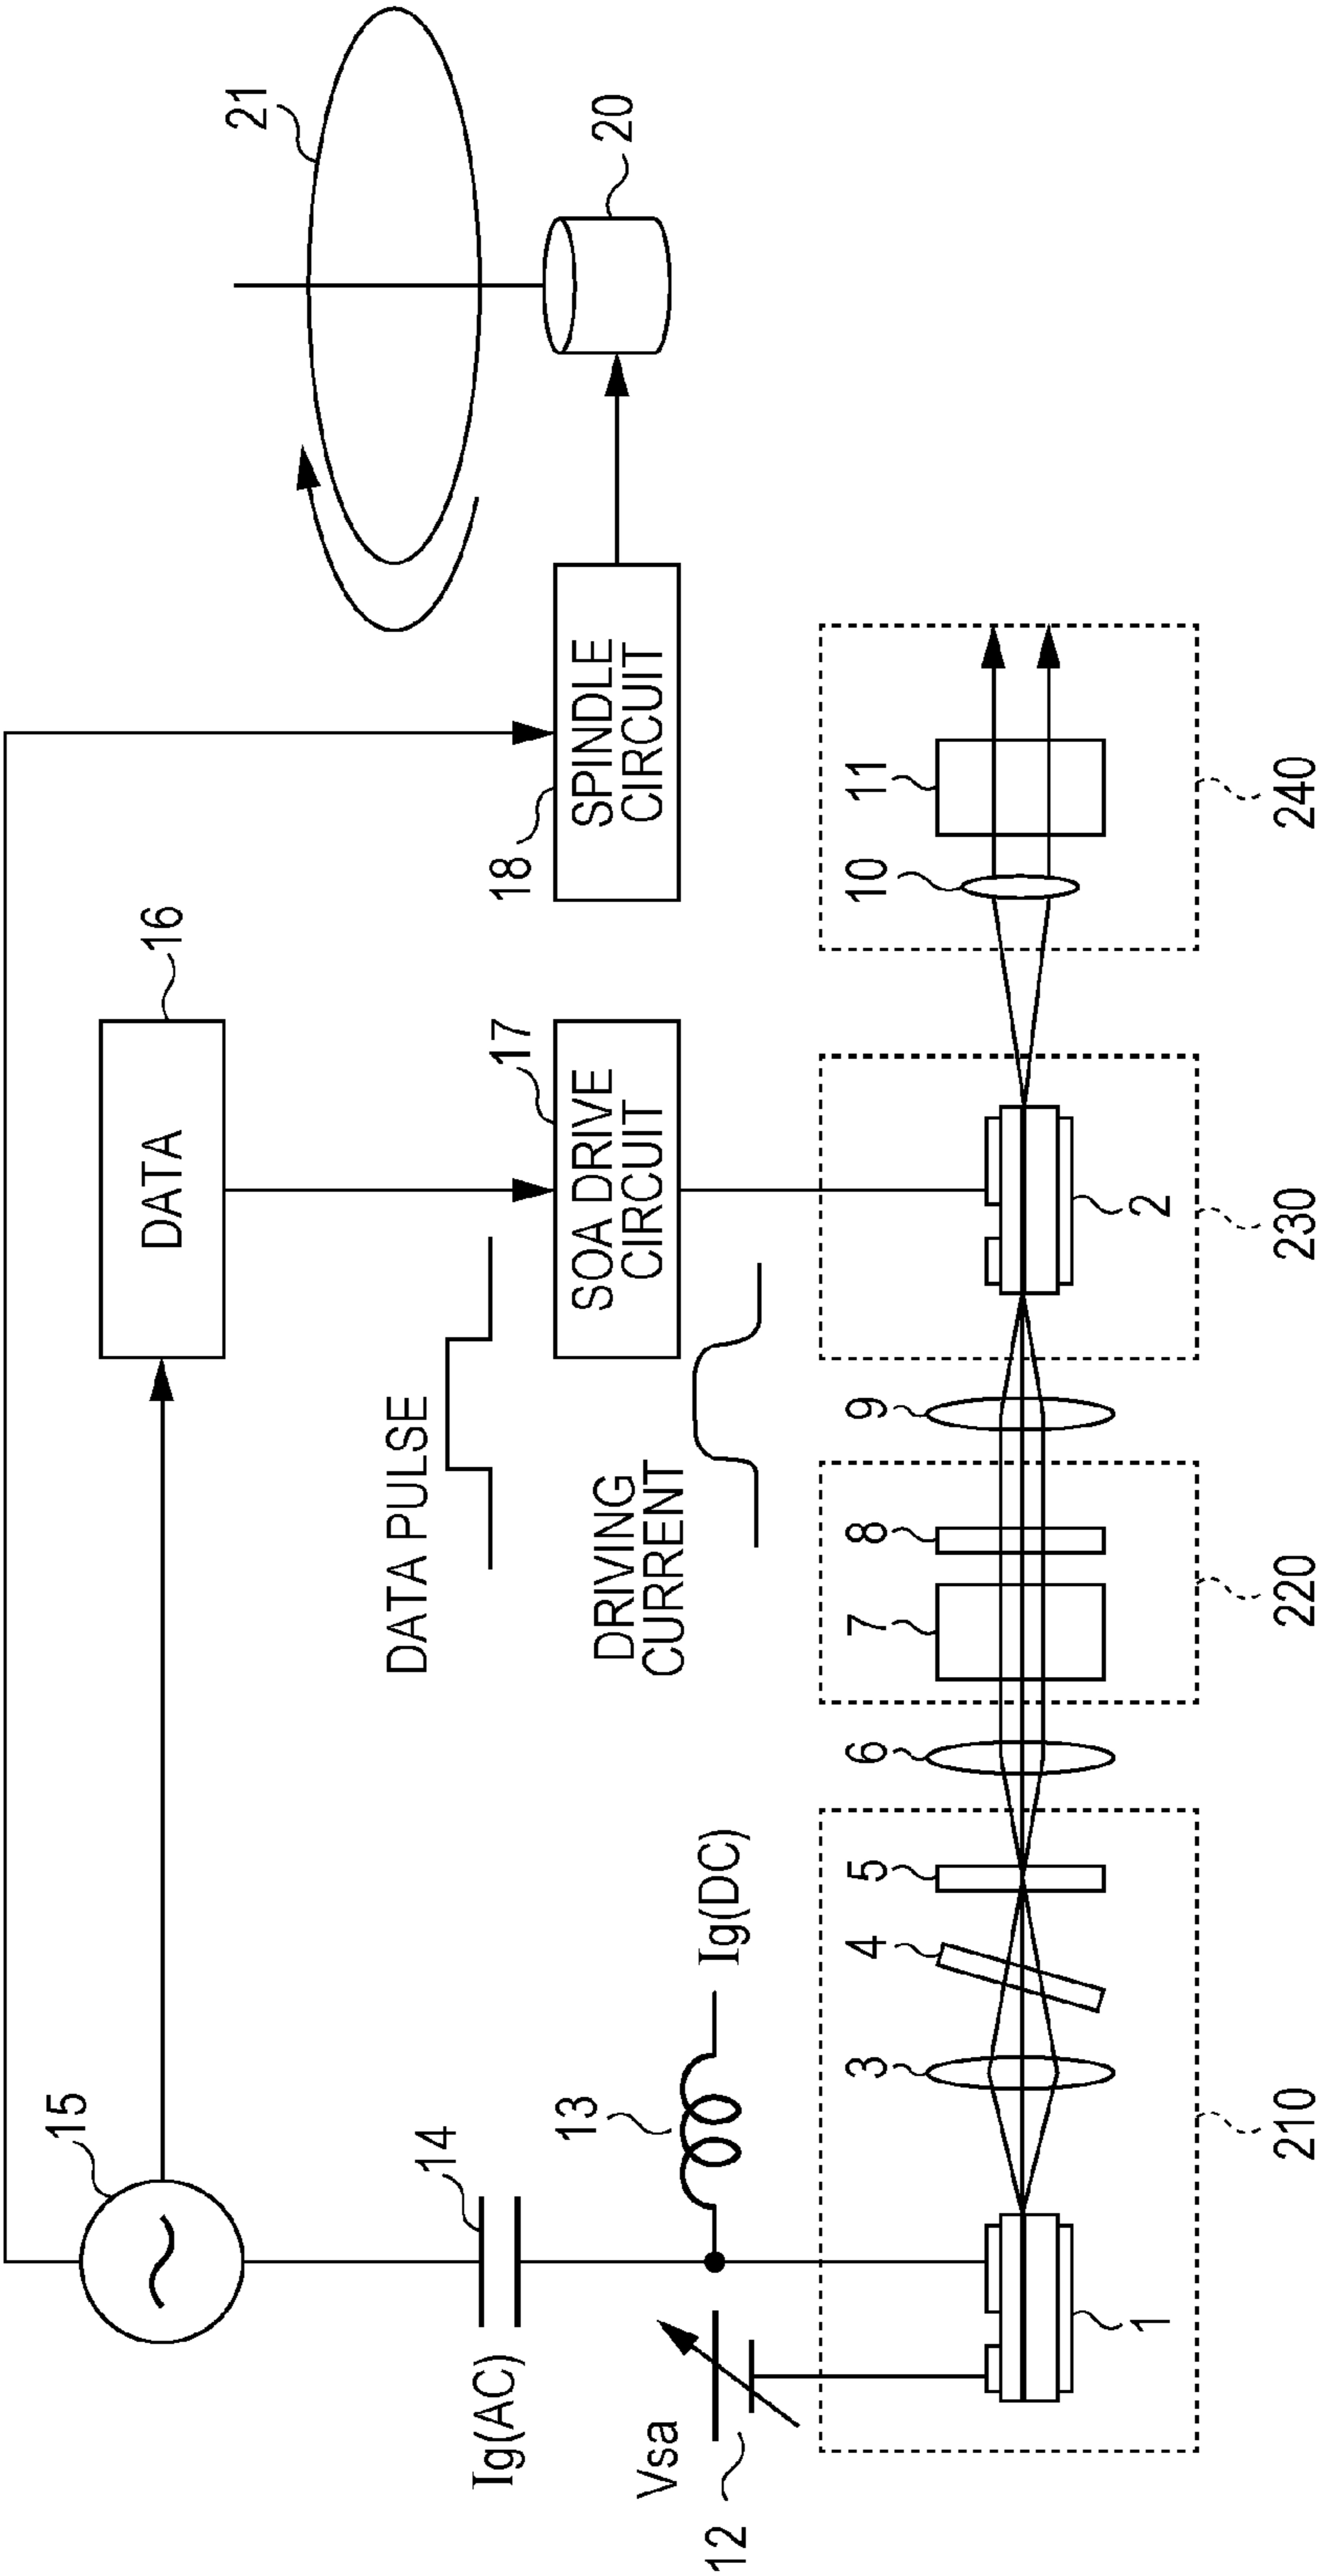 21
20
15
16
DATA
18
SPINDLE
CIRCUIT
17
SOA DRIVE
CIRCUIT
DATA PULSE
DRIVING
CURRENT
14
Ig(AC)
13
Ig(DC)
Vsa
12
1
3
4
5
6
7
8
9
2
10
11
210
220
230
240